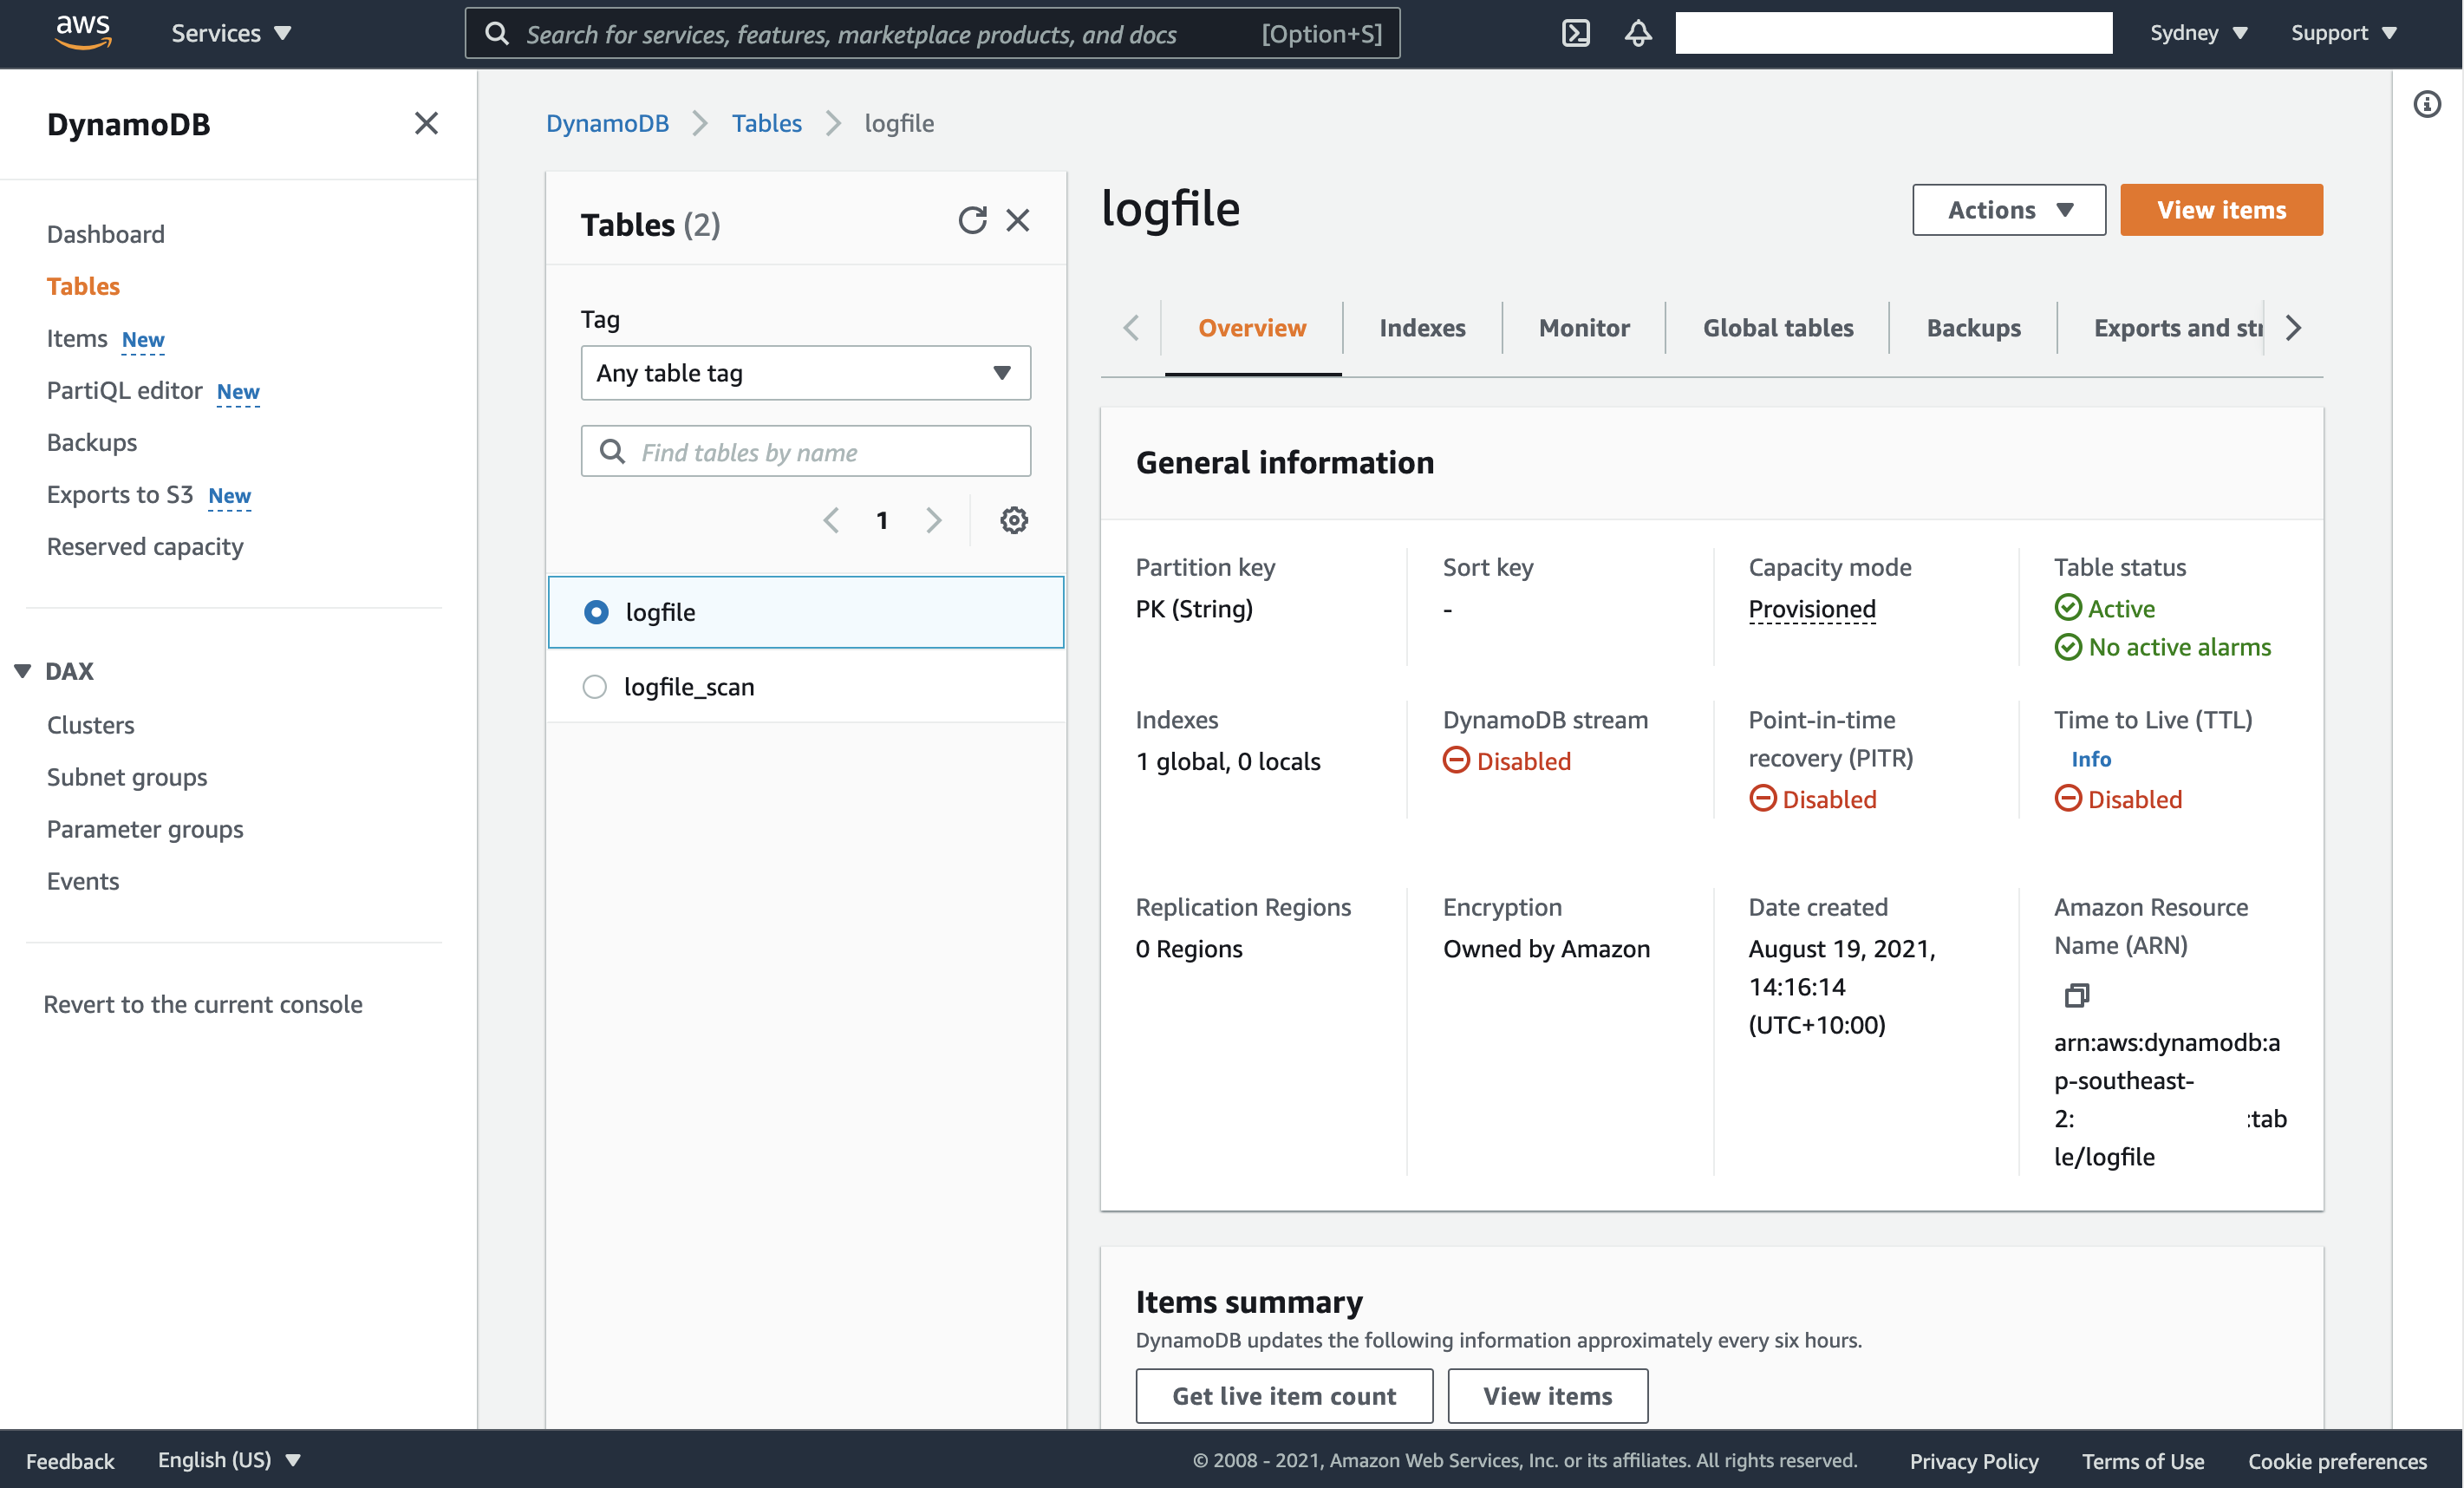 aws
Services
Search for services, features, marketplace products, and docs
[Option+S]
Sydney
Support
DynamoDB
Dashboard
Tables
Items New
PartiQL editor New
Backups
Exports to S3 New
Reserved capacity
DAX
Clusters
Subnet groups
Parameter groups
Events
Revert to the current console
DynamoDB
Tables
logfile
Tables (2)
Tag
Any table tag
Find tables by name
1
logfile
logfile_scan
logfile
Actions
View items
Overview
Indexes
Monitor
Global tables
Backups
Exports and str
General information
Partition key
PK (String)
Sort key
-
Capacity mode
Provisioned
Table status
Active
No active alarms
Indexes
1 global, 0 locals
DynamoDB stream
Disabled
Point-in-time
recovery (PITR)
Disabled
Time to Live (TTL)
Info
Disabled
Replication Regions
0 Regions
Encryption
Owned by Amazon
Date created
August 19, 2021,
14:16:14
(UTC+10:00)
Amazon Resource
Name (ARN)
arn:aws:dynamodb:a
p-southeast-
2: :tab
le/logfile
Items summary
DynamoDB updates the following information approximately every six hours.
Get live item count
View items
Feedback
English (US)
© 2008 - 2021, Amazon Web Services, Inc. or its affiliates. All rights reserved.
Privacy Policy
Terms of Use
Cookie preferences